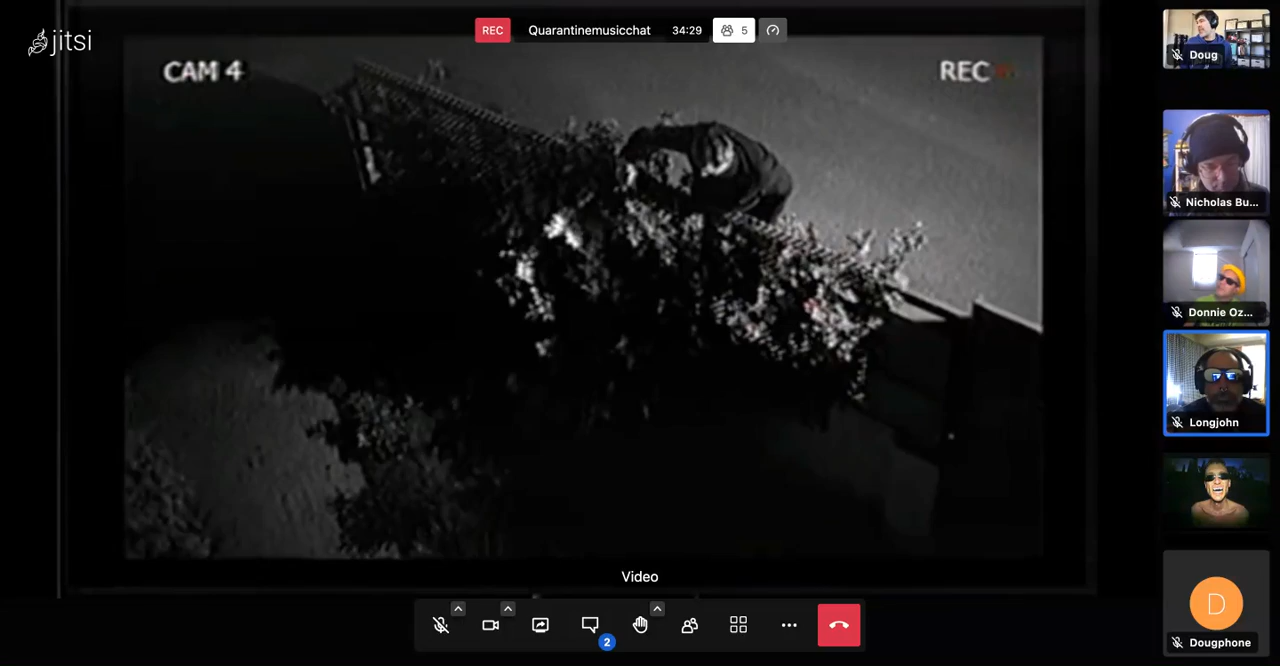 jitsi
REC
Quarantinemusicchat
34:29
5
CAM 4
REC
Doug
Nicholas Bu...
Donnie Oz...
Longjohn
Video
2
D
Dougphone